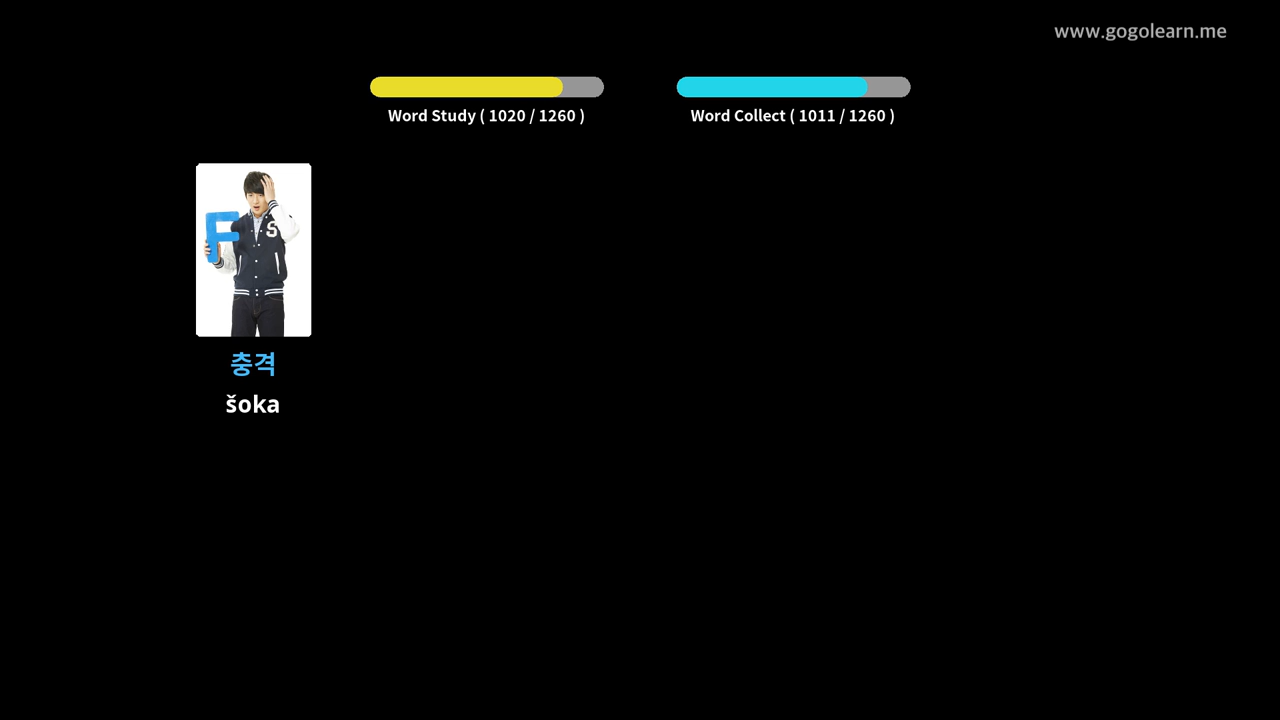 www.gogolearn.me
Word Study ( 1020 / 1260 )
Word Collect ( 1011 / 1260 )
F
S
충격
šoka